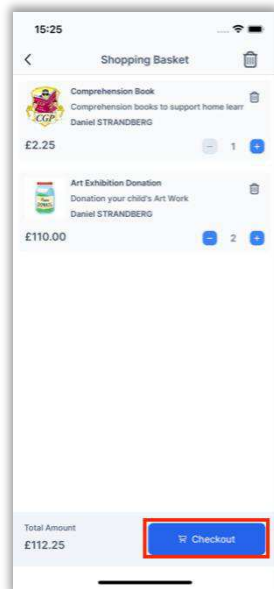 15:25
Shopping Basket
Comprehension Book
Comprehension books to support home learr
Daniel STRANDBERG
CGP
£2.25
1
Art Exhibition Donation
Donation your child's Art Work
Daniel STRANDBERG
£110.00
2
Total Amount
£112.25
Checkout